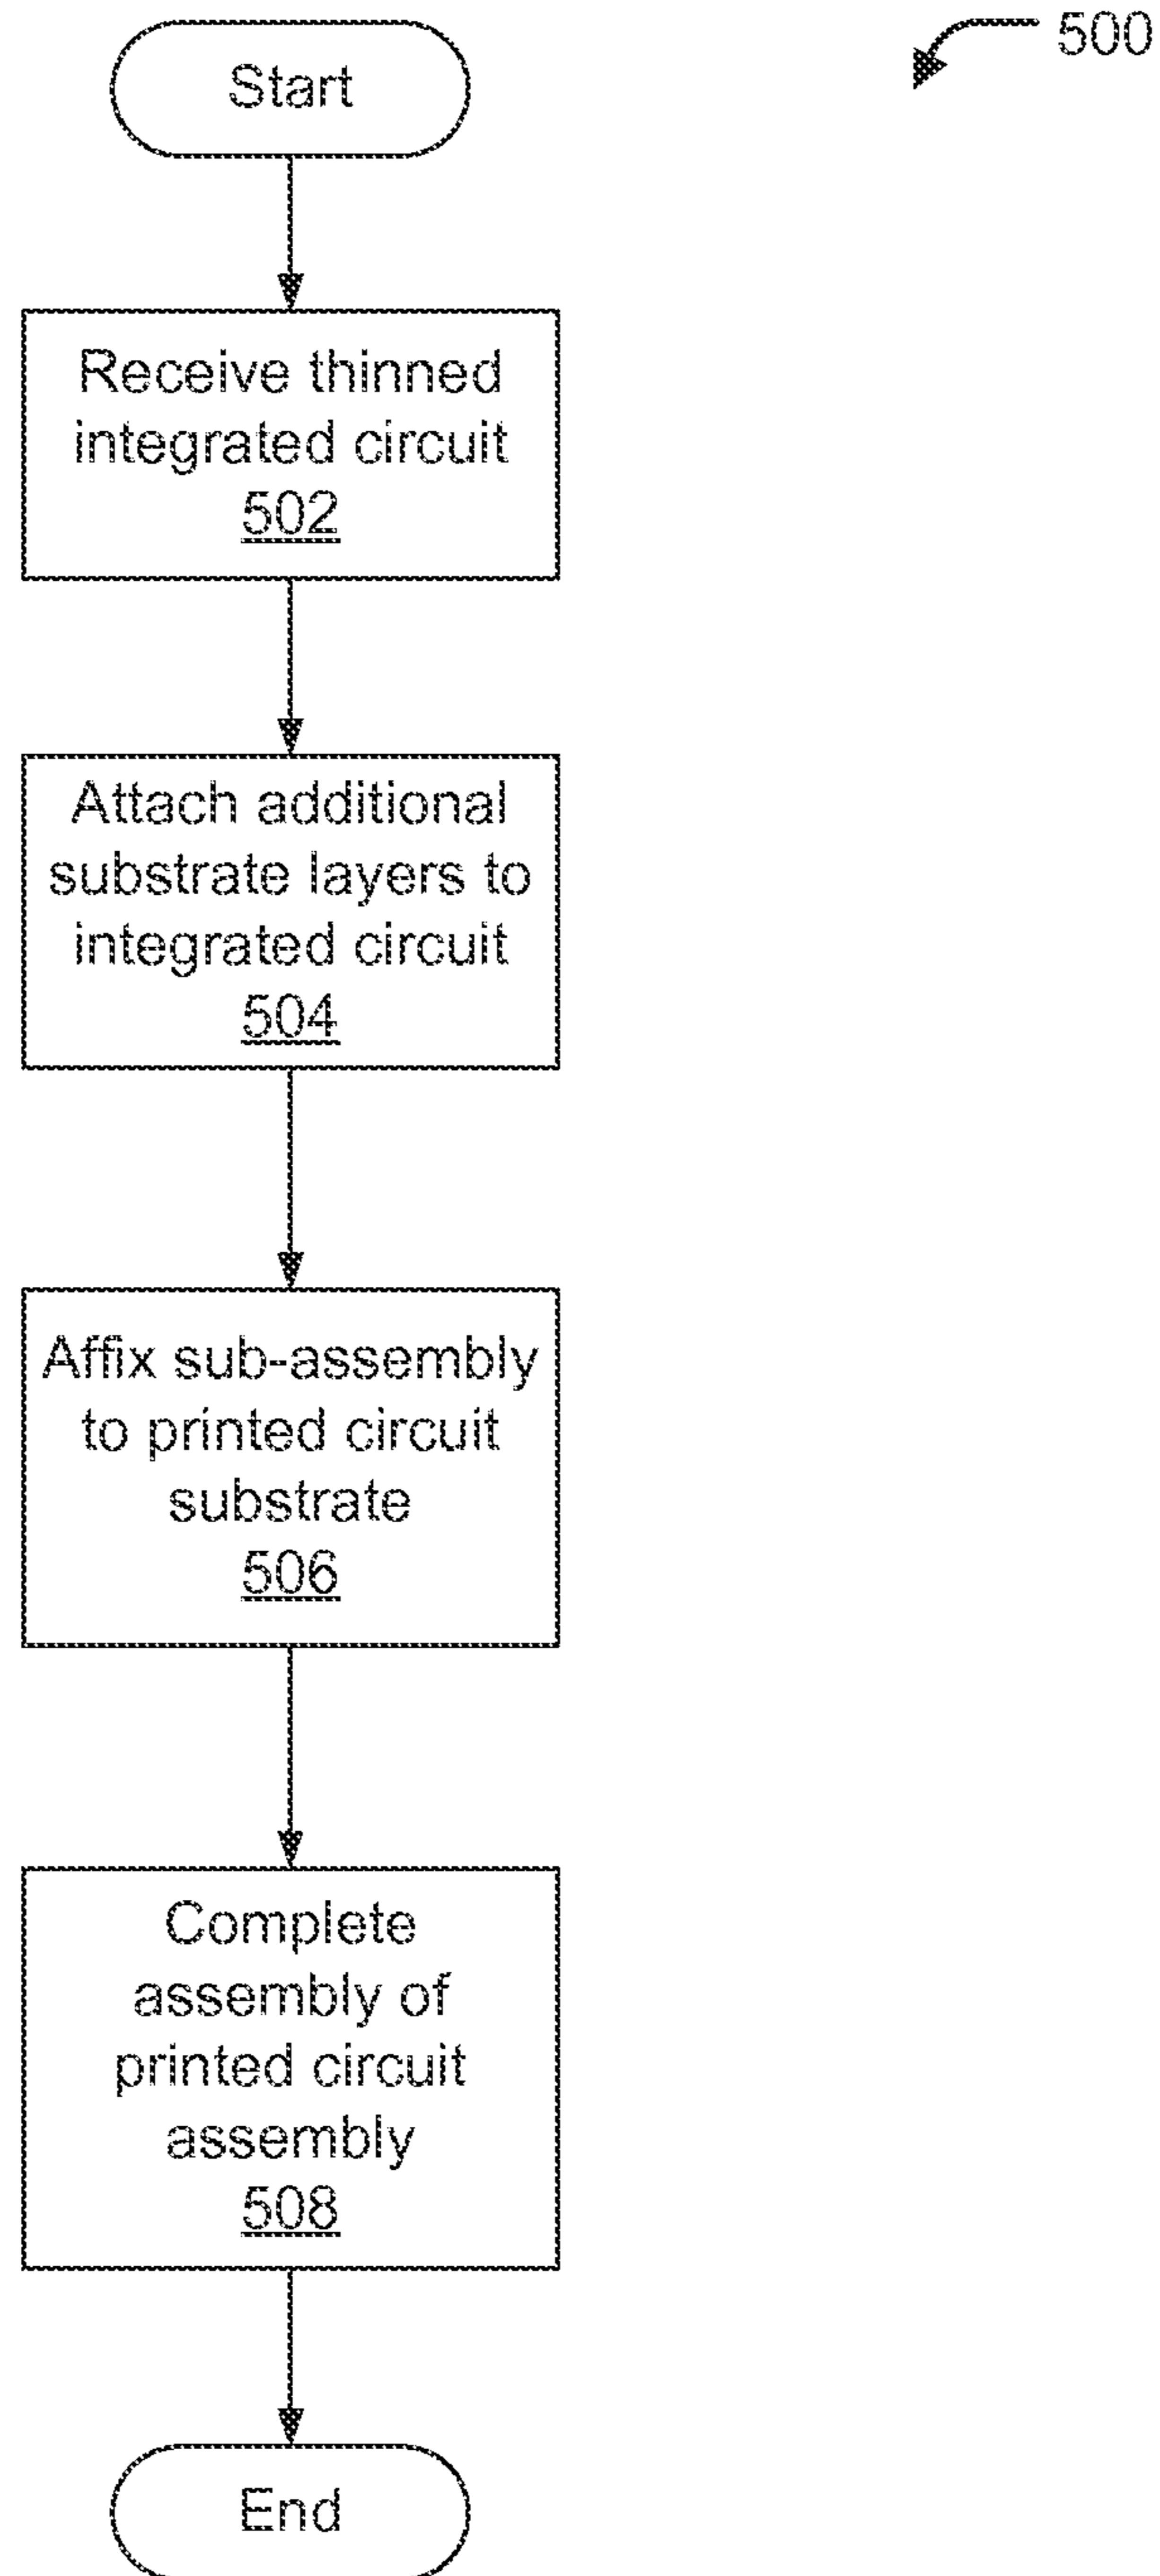 500
Start
Receive thinned
integrated circuit
502
Attach additional
substrate layers to
integrated circuit
504
Affix sub-assembly
to printed circuit
substrate
506
Complete
assembly of
printed circuit
assembly
508
End